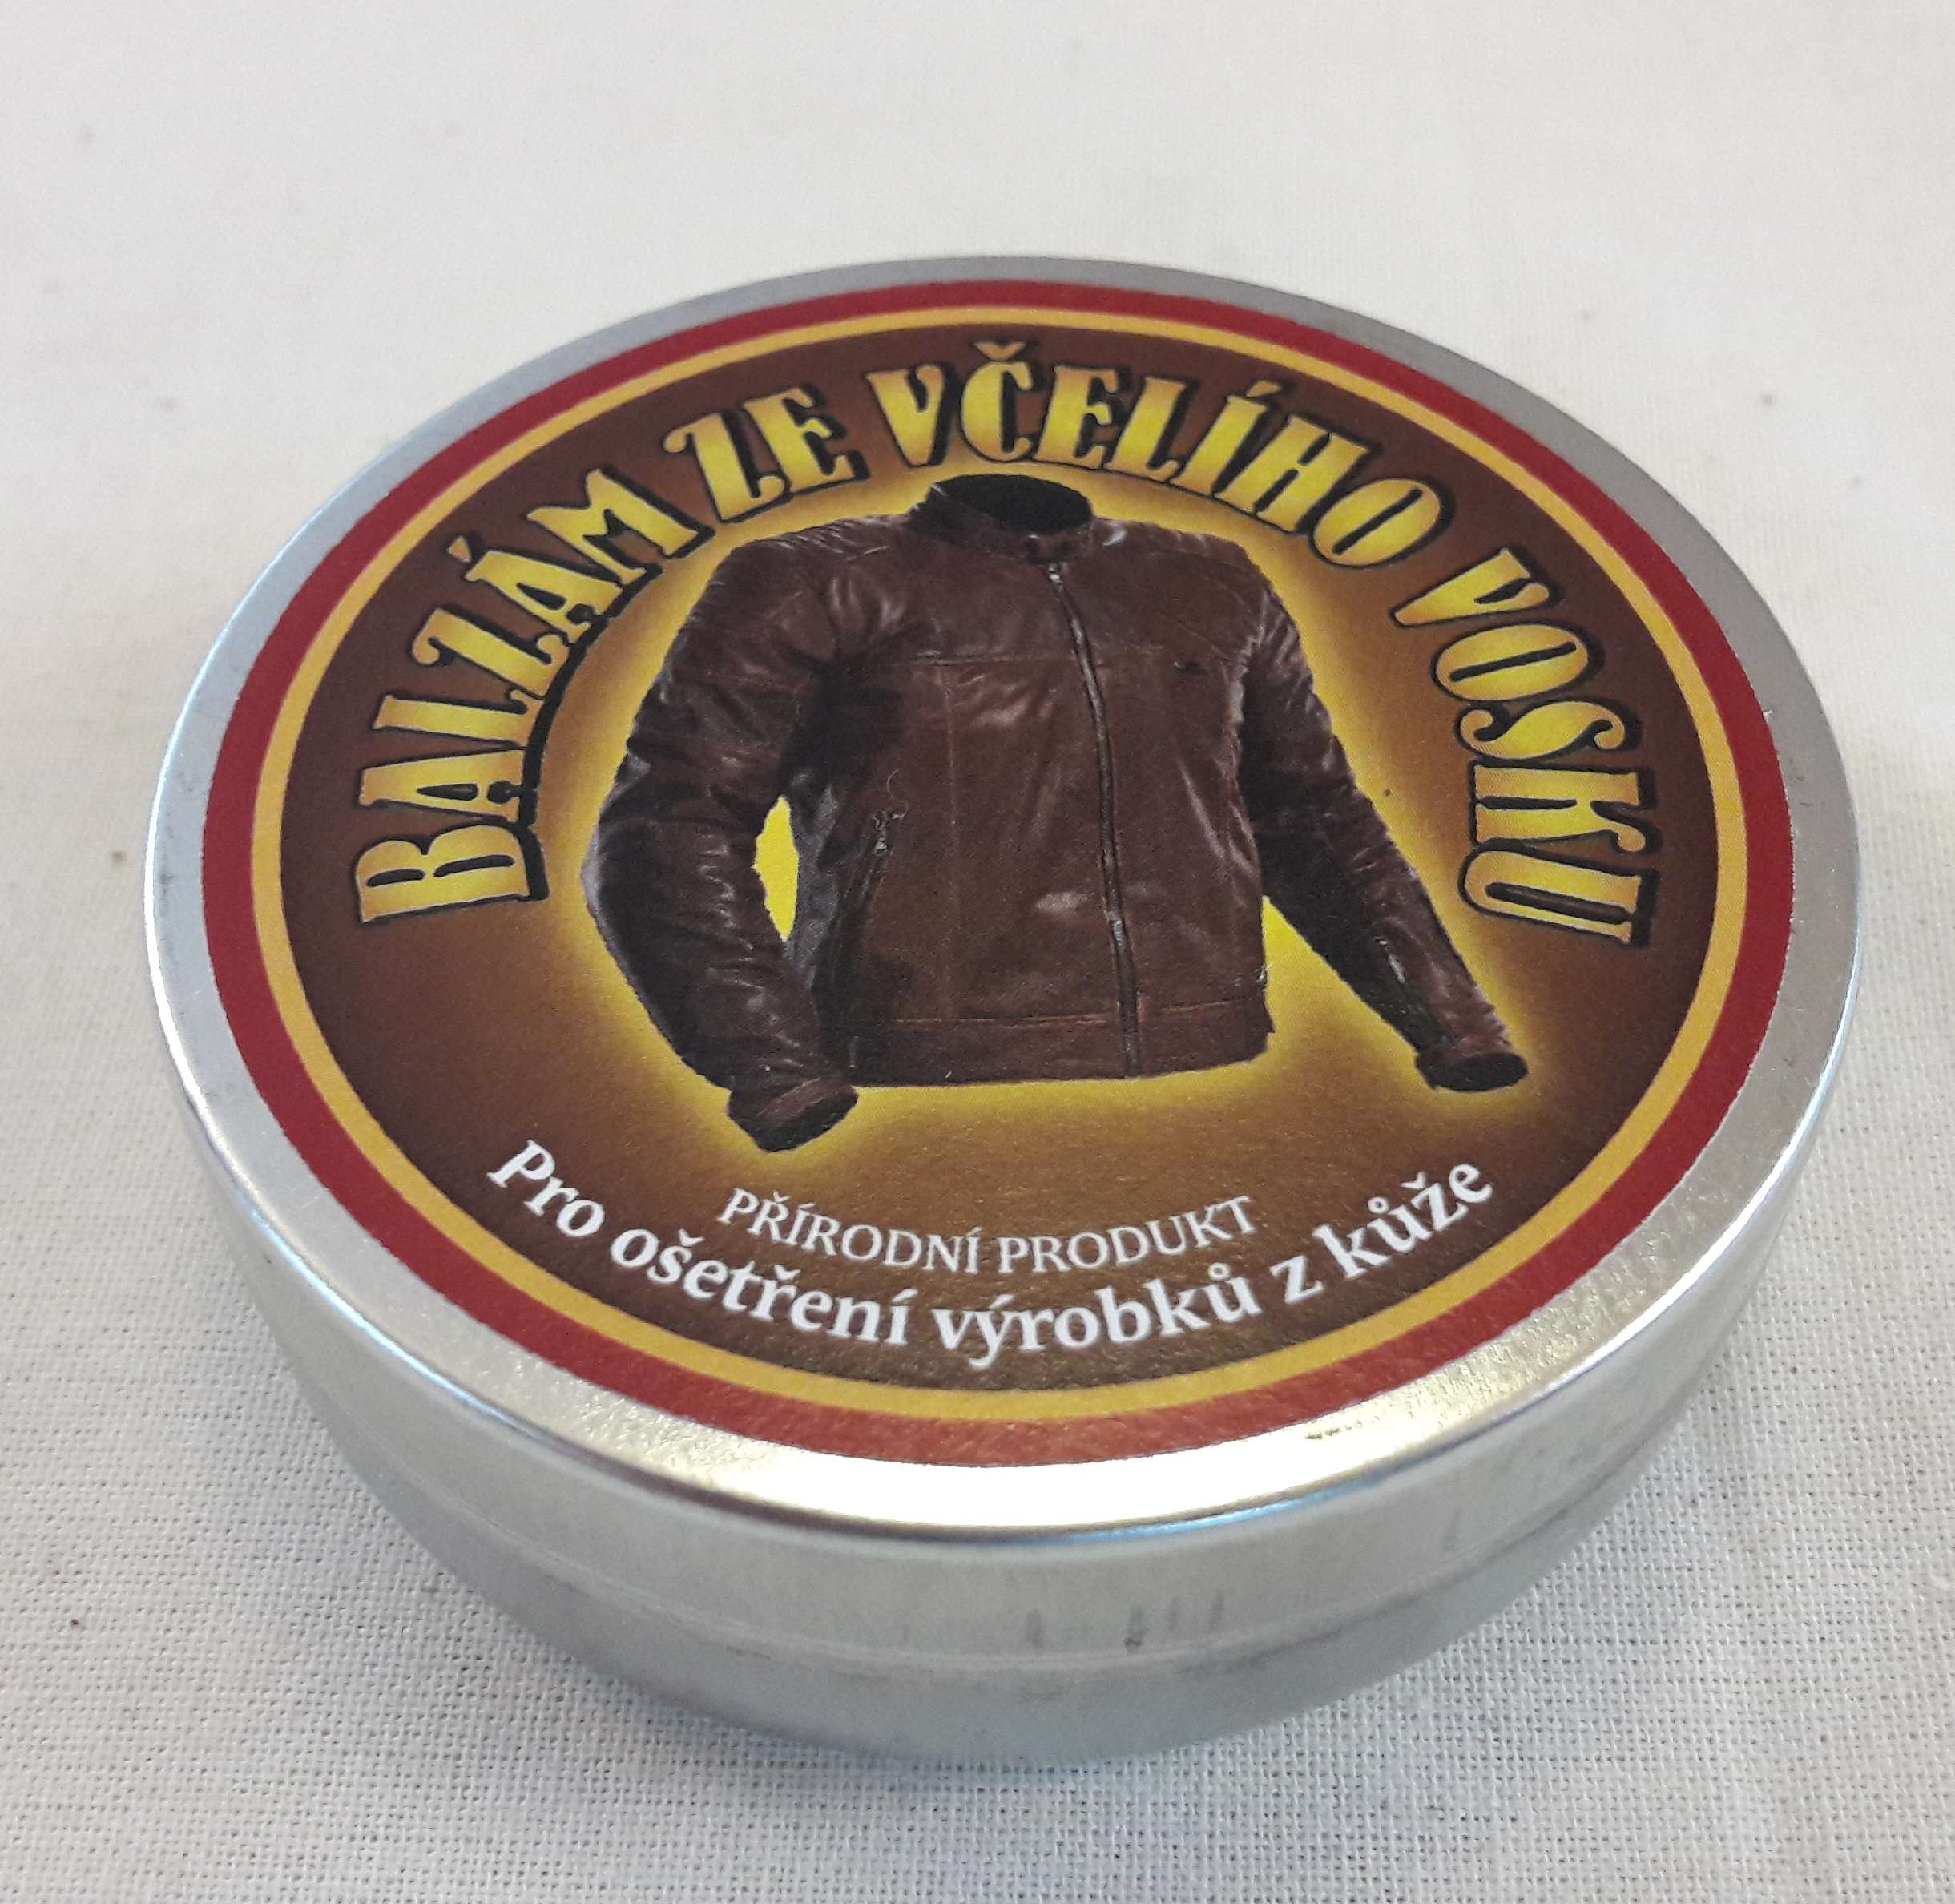 BALZÁM ZE VČELÍHO VOSKU
PŘÍRODNÍ PRODUKT
Pro ošetření výrobků z kůže